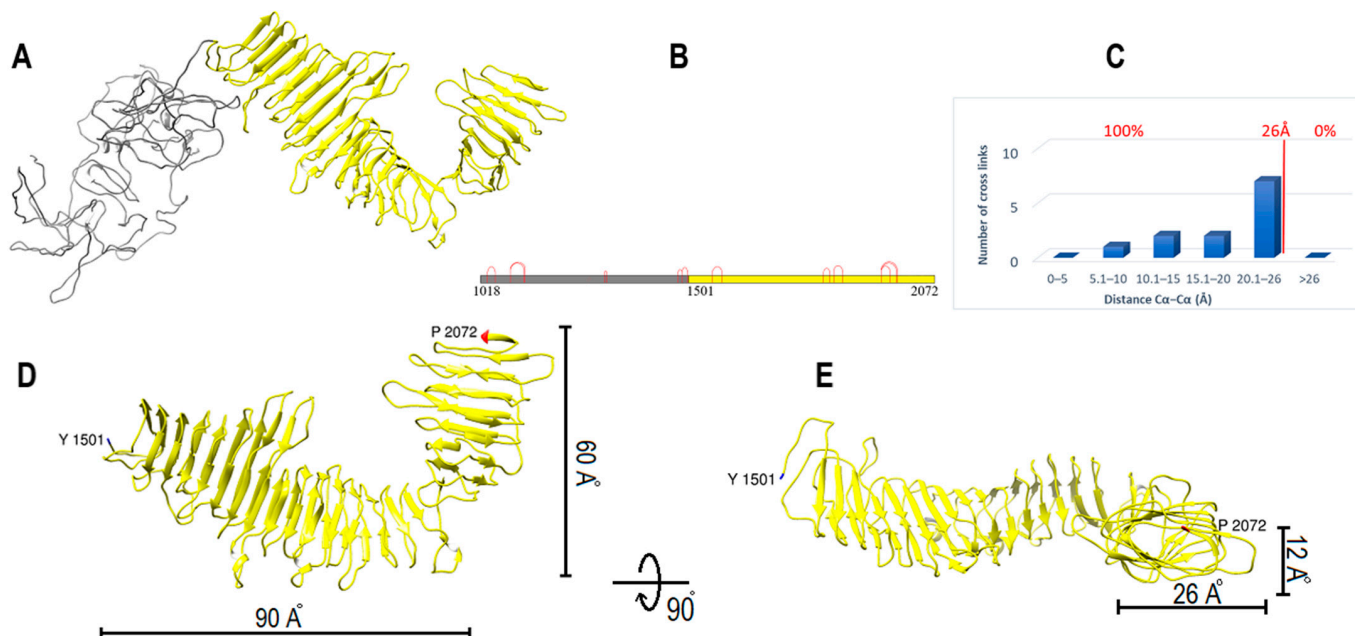 A
B
C
100%
26Å
0%
Number of cross links
10
5
0
0–5
5.1–10
10.1–15
15.1–20
20.1–26
>26
Distance Cα–Cα (Å)
1018
1501
2072
D
P 2072
Y 1501
60 A°
90 A°
90°
E
Y 1501
P 2072
12 A°
26 A°